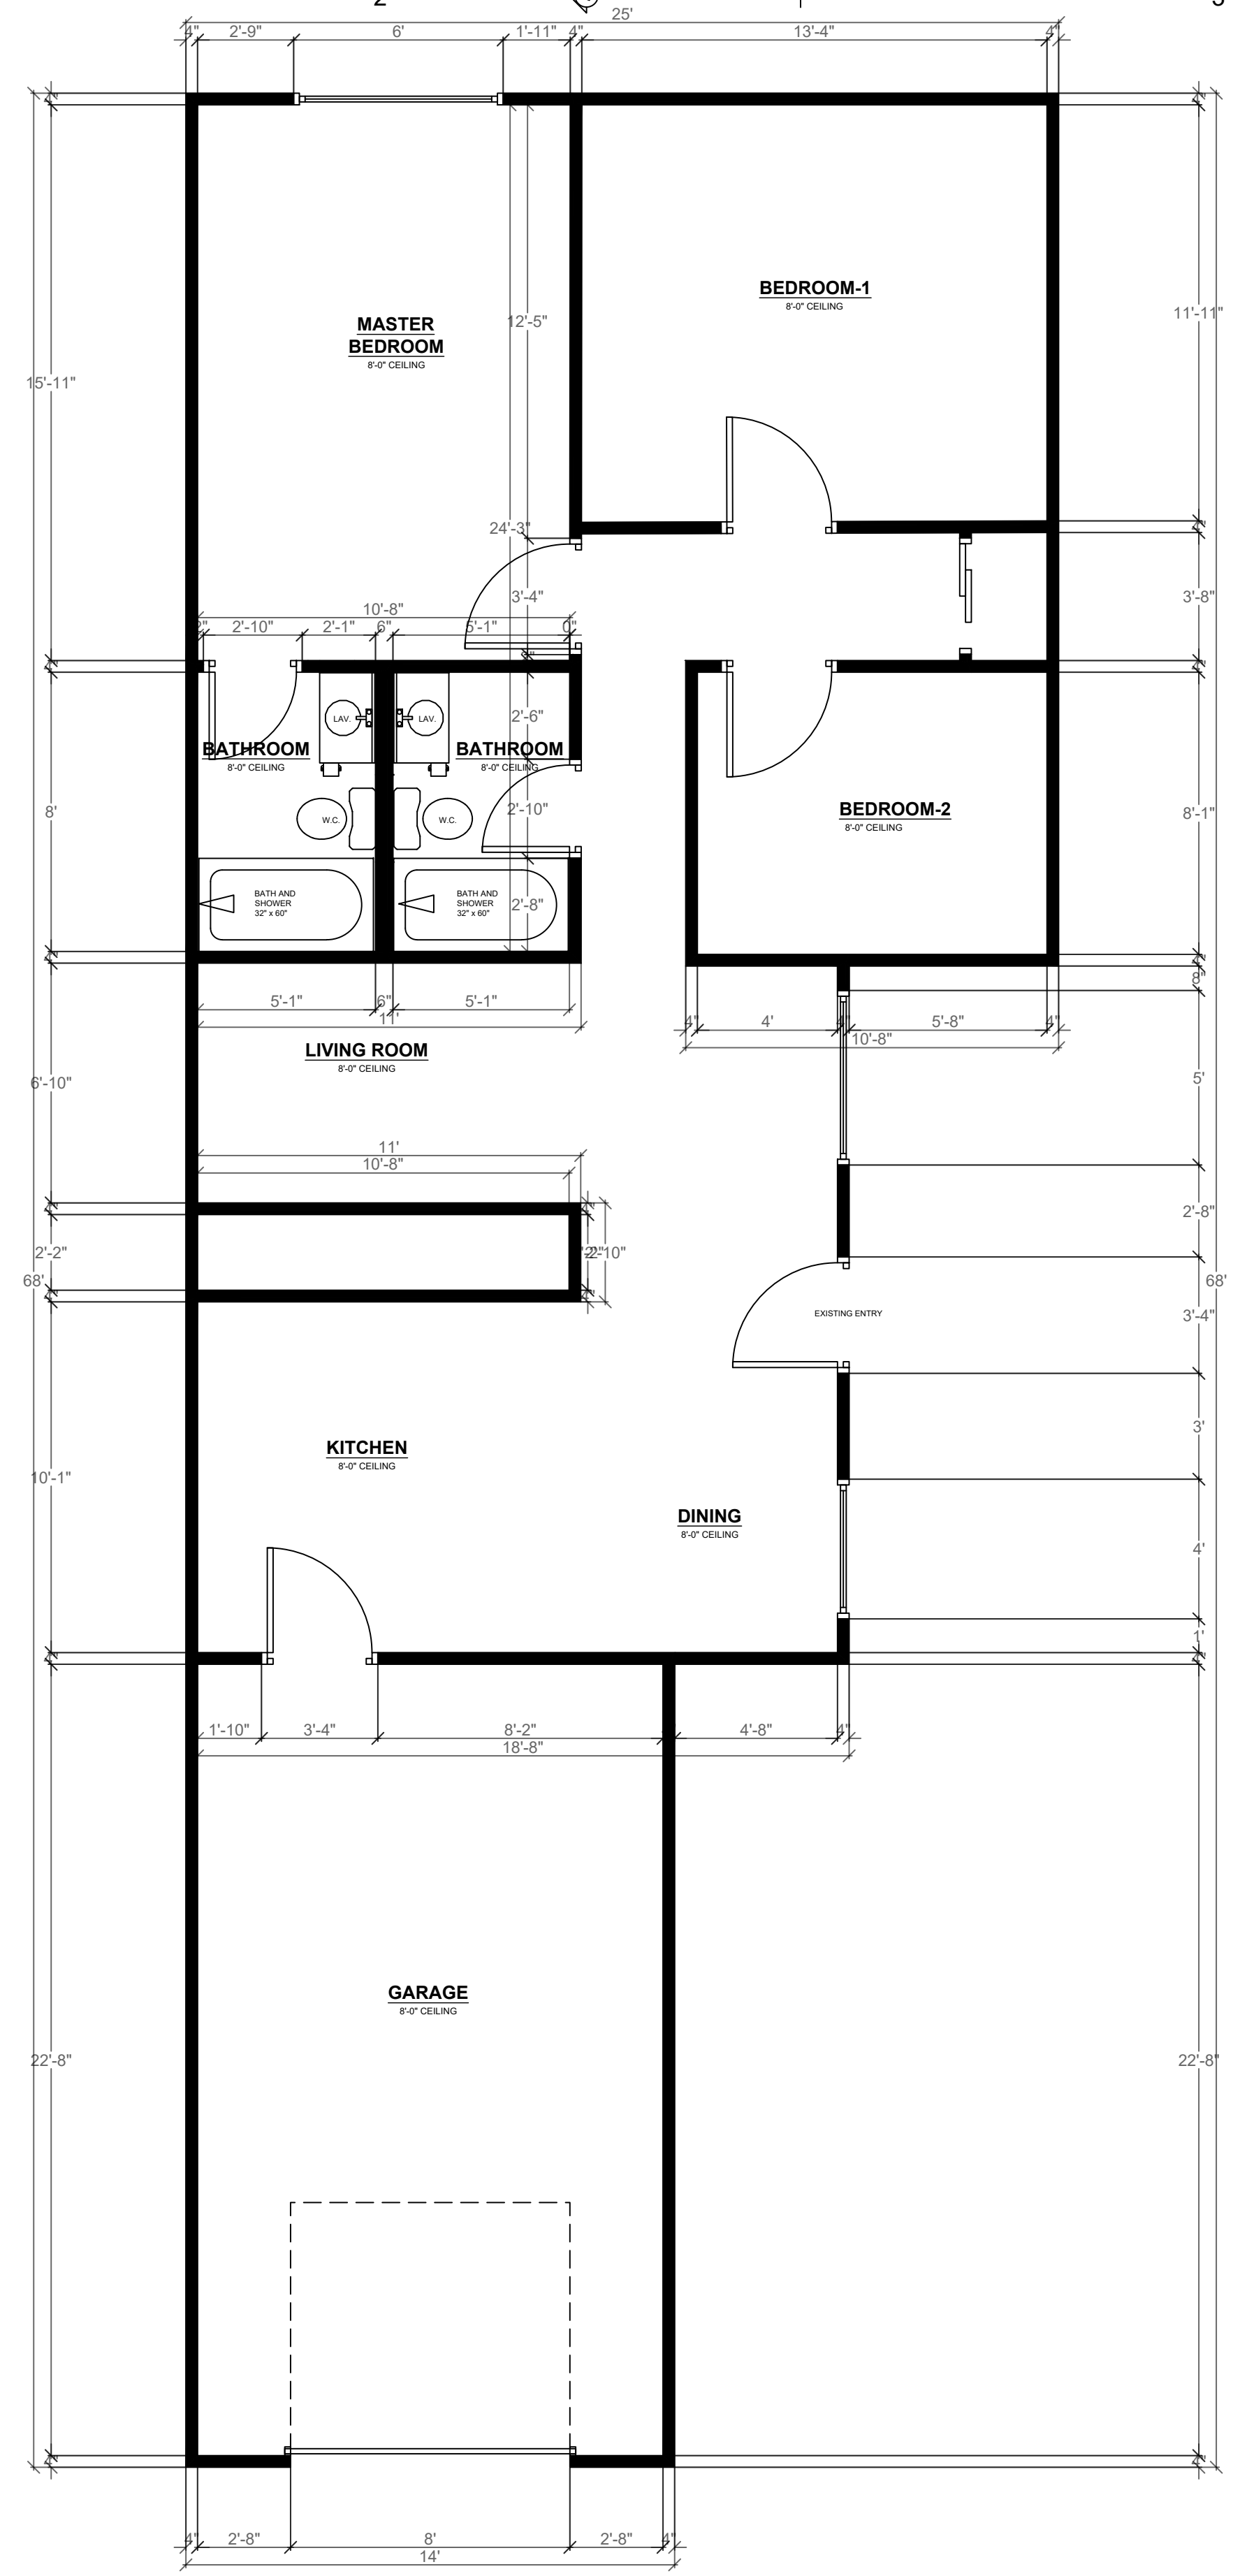 2
3
25'
4" 2'-9" 6' 1'-11" 4" 13'-4" 4"
BEDROOM-1
8'-0" CEILING
11'-11"
MASTER
BEDROOM
8'-0" CEILING
12'-5"
15'-11"
24'-3"
3'-4"
3'-8"
10'-8"
2'-10" 2'-1" 6" 5'-1" 0"
LAV. LAV.
2'-6"
BATHROOM BATHROOM
8'-0" CEILING 8'-0" CEILING
2'-10"
8'
8'-1"
BEDROOM-2
8'-0" CEILING
W.C. W.C.
BATH AND BATH AND
SHOWER SHOWER
32" x 60" 32" x 60"
2'-8"
8"
5'-1" 6" 5'-1"
11'
4" 4' 4" 5'-8" 4"
10'-8"
LIVING ROOM
8'-0" CEILING
6'-10"
5'
11'
10'-8"
2'-8"
2'-2" 2'-10"
68' 68'
EXISTING ENTRY
3'-4"
3'
KITCHEN
8'-0" CEILING
10'-1"
DINING
8'-0" CEILING
4'
1'
1'-10" 3'-4" 8'-2" 4'-8" 4"
18'-8"
GARAGE
8'-0" CEILING
22'-8" 22'-8"
4" 2'-8" 8' 2'-8" 4"
14'